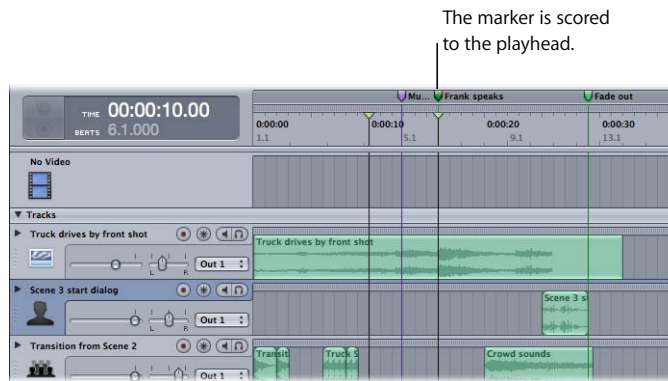 The marker is scored
to the playhead.
Mu... Frank speaks Fade out
TIME 00:00:10.00
BEATS 6.1.000
0:00:00 0:00:10 0:00:20 0:00:30
1.1 5.1 9.1 13.1
No Video
Tracks
Truck drives by front shot
Truck drives by front shot
L R Out 1
Scene 3 start dialog
Scene 3 s
L R Out 1
Transition from Scene 2
Transit Truck S Crowd sounds
L R Out 1